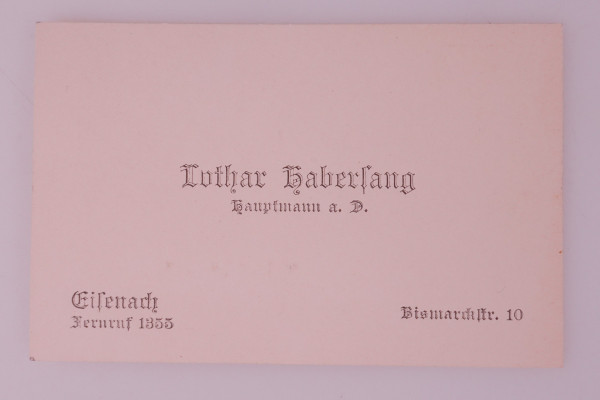 Lothar Haberſang
Hauptmann a. D.
Eiſenach
Fernruf 1355
Bismarckſtr. 10